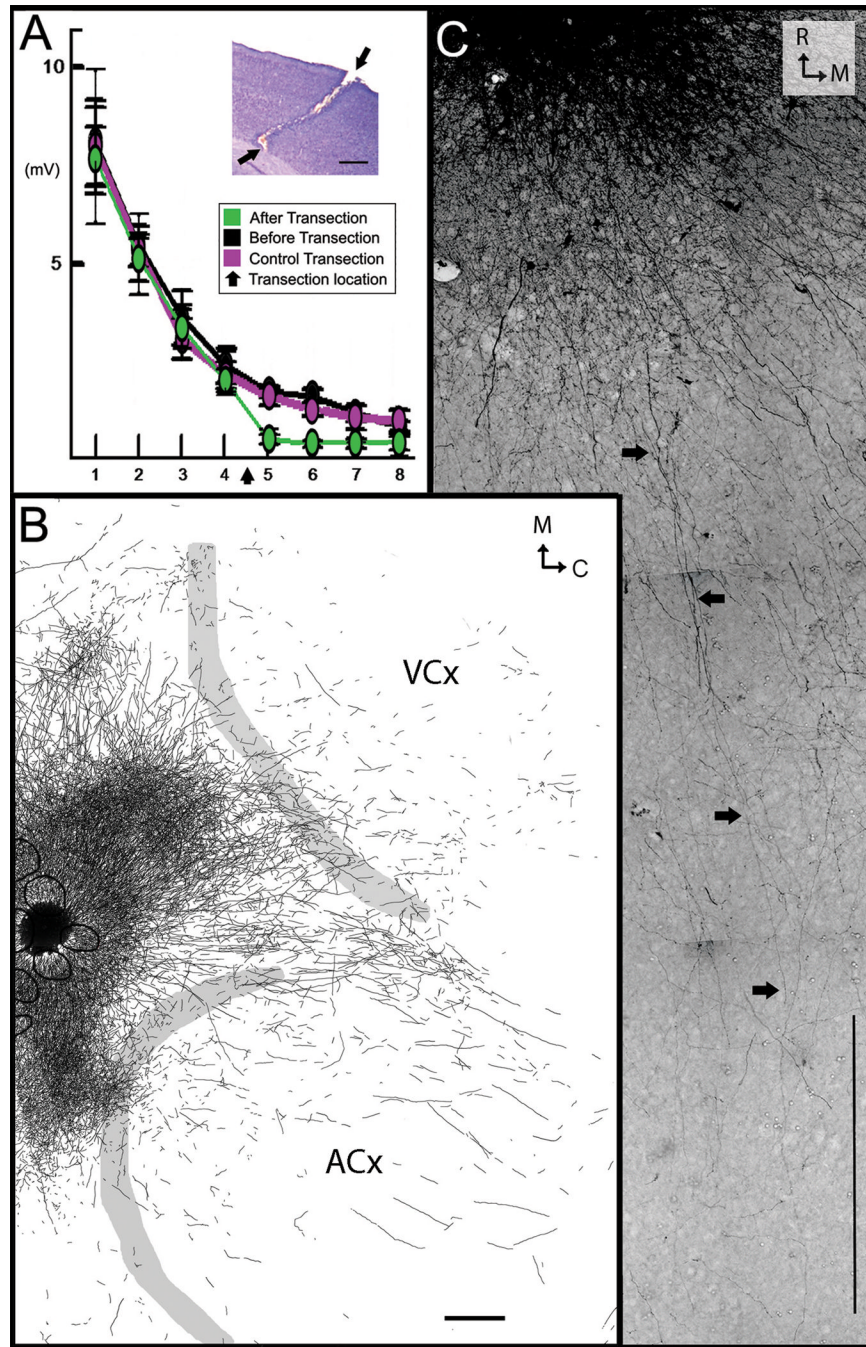 A
10
(mV)
5
After Transection
Before Transection
Control Transection
Transection location
1 2 3 4 5 6 7 8
B
M
C
VCx
ACx
C
R
M